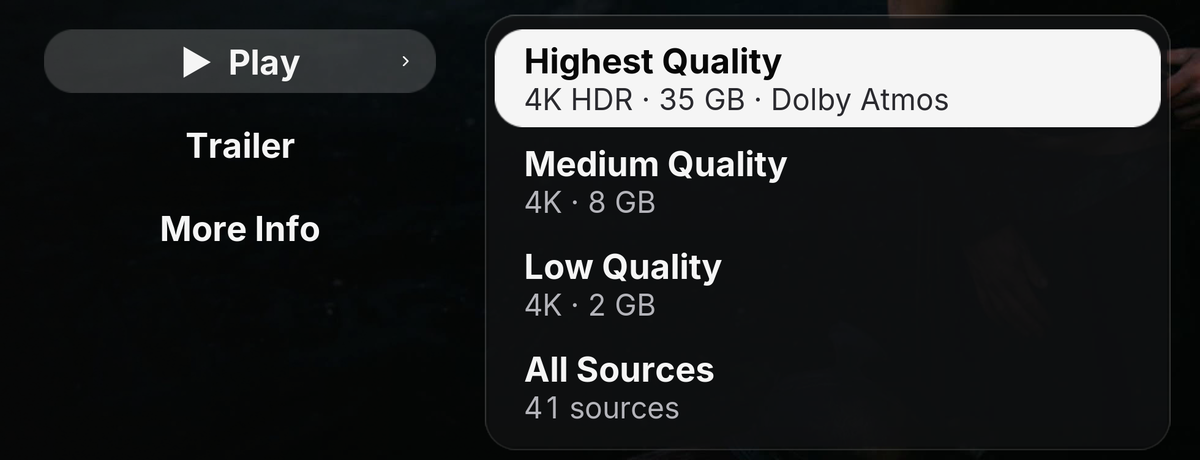 Play
Trailer
More Info
Highest Quality
4K HDR · 35 GB · Dolby Atmos
Medium Quality
4K · 8 GB
Low Quality
4K · 2 GB
All Sources
41 sources